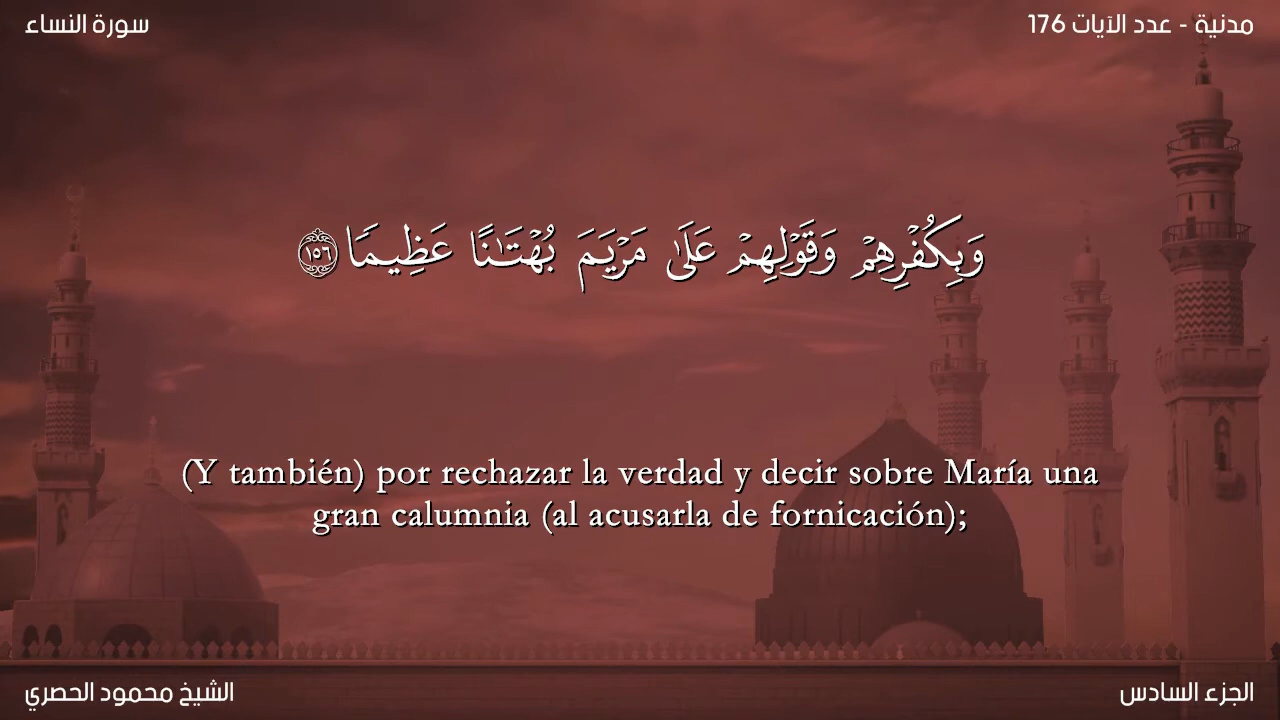 سورة النساء
مدنية - عدد الآيات 176
وَبِكُفْرِهِمْ وَقَوْلِهِمْ عَلَىٰ مَرْيَمَ بُهْتَـٰنًا عَظِيمًا ١٥٦
(Y también) por rechazar la verdad y decir sobre María una
gran calumnia (al acusarla de fornicación);
الشيخ محمود الحصري
الجزء السادس